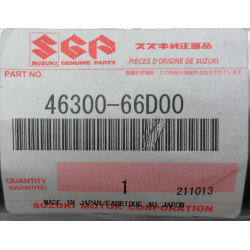 SGP
スズキ純正部品
SUZUKI
GENUINE PARTS
PIÈCES D'ORIGINE DE SUZUKI
PART NO.
46300-66D00
QUANTITY
(QUANTITÉ)
1
211013
MADE IN JAPAN/FABRIQUE AU JAPON
SUZUKI MOTOR CORPORATION